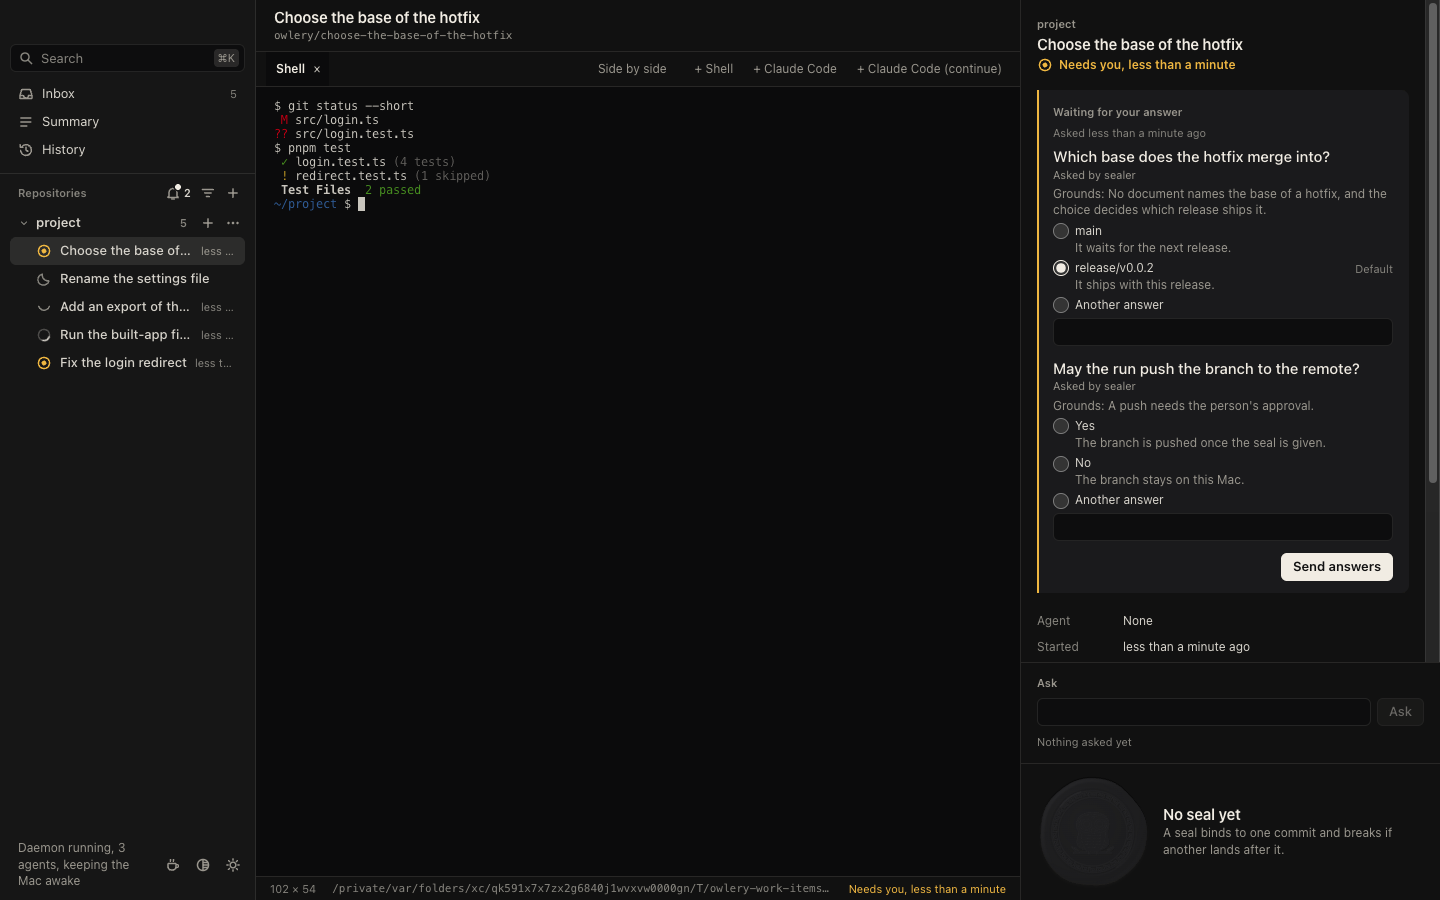 Search ⌘K
Inbox 5
Summary
History
Repositories 2
project 5
Choose the base of... less ...
Rename the settings file
Add an export of th... less ...
Run the built-app fi... less ...
Fix the login redirect less t...
Daemon running, 3
agents, keeping the
Mac awake
Choose the base of the hotfix
owlery/choose-the-base-of-the-hotfix
Shell × Side by side + Shell + Claude Code + Claude Code (continue)
$ git status --short
M src/login.ts
?? src/login.test.ts
$ pnpm test
✓ login.test.ts (4 tests)
! redirect.test.ts (1 skipped)
Test Files 2 passed
~/project $
102 × 54 /private/var/folders/xc/qk591x7x7zx2g6840j1wvxvw0000gn/T/owlery-work-items… Needs you, less than a minute
project
Choose the base of the hotfix
Needs you, less than a minute
Waiting for your answer
Asked less than a minute ago
Which base does the hotfix merge into?
Asked by sealer
Grounds: No document names the base of a hotfix, and the
choice decides which release ships it.
main
It waits for the next release.
release/v0.0.2 Default
It ships with this release.
Another answer
May the run push the branch to the remote?
Asked by sealer
Grounds: A push needs the person's approval.
Yes
The branch is pushed once the seal is given.
No
The branch stays on this Mac.
Another answer
Send answers
Agent None
Started less than a minute ago
Ask
Ask
Nothing asked yet
No seal yet
A seal binds to one commit and breaks if
another lands after it.